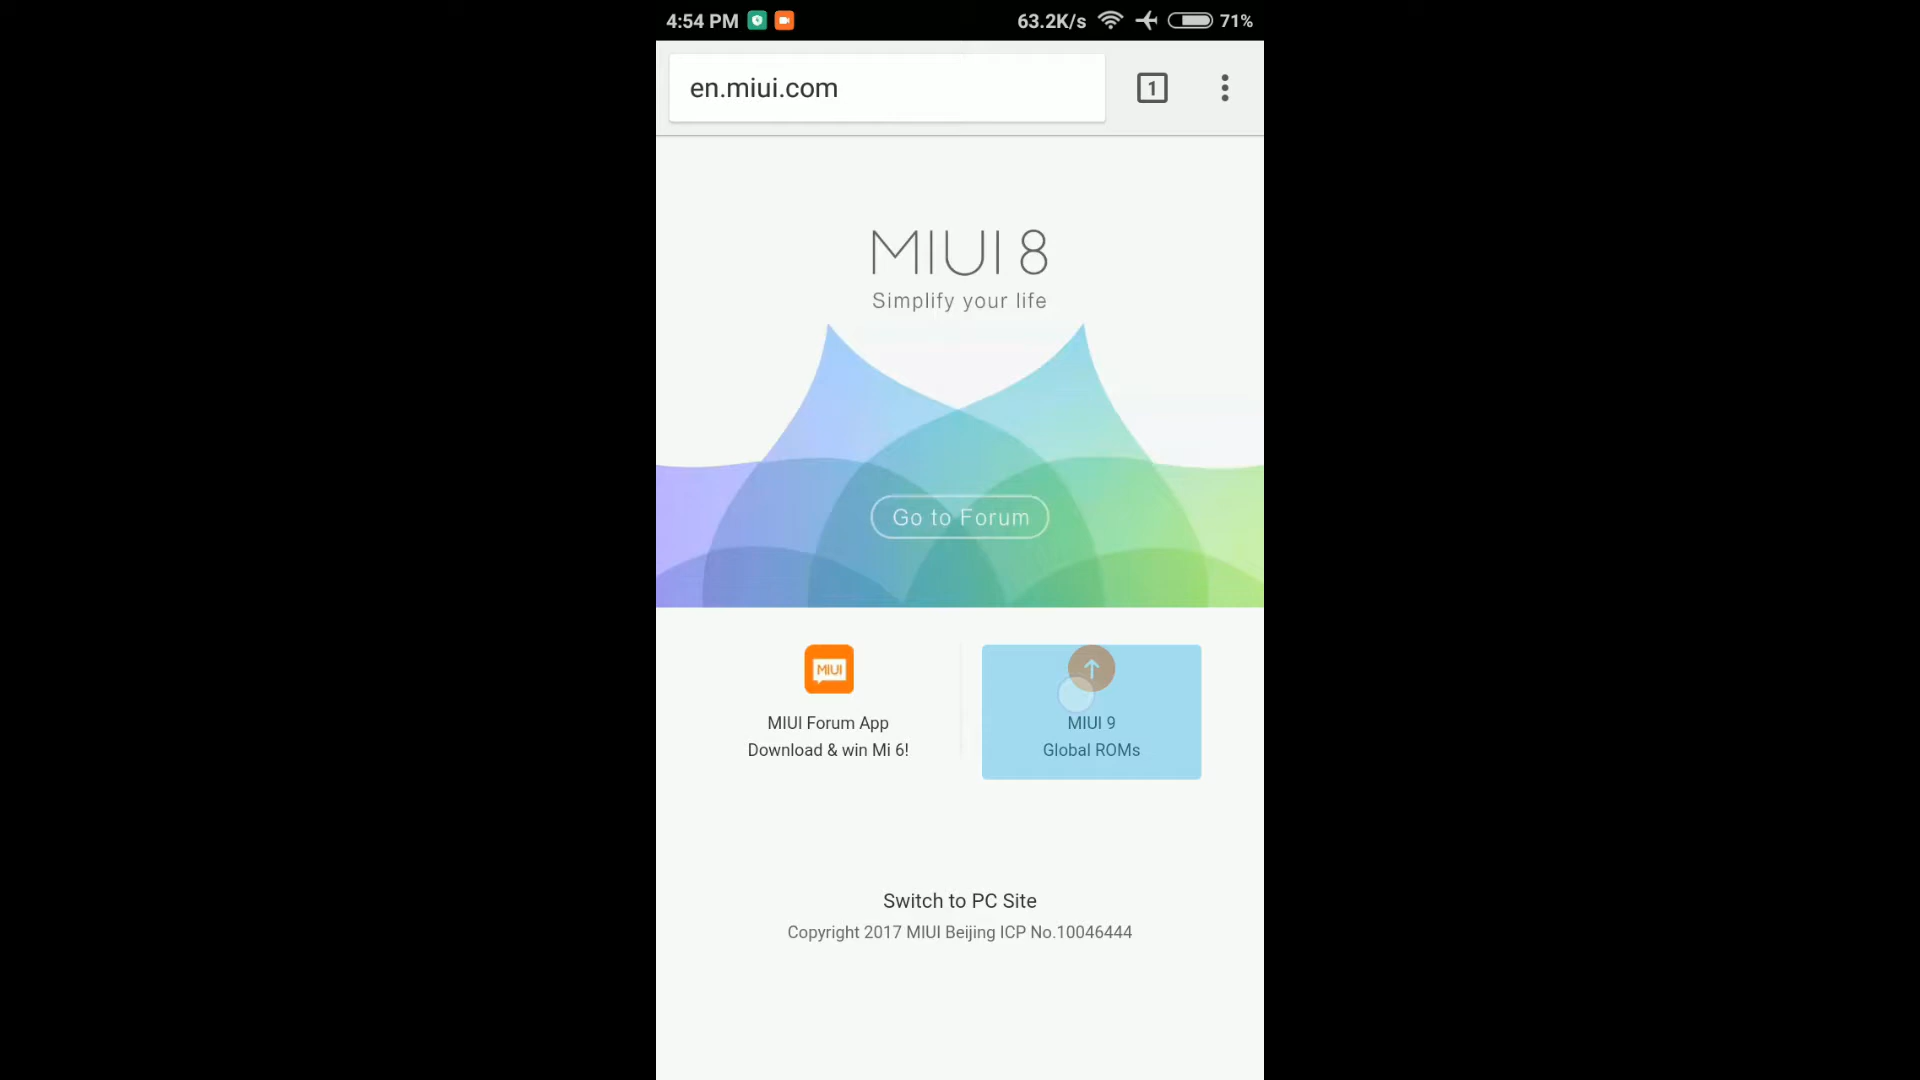 4:54 PM 63.2K/s 71%
en.miui.com 1
MIUI 8
Simplify your life
Go to Forum
MIUI
MIUI Forum App
Download & win Mi 6!
MIUI 9
Global ROMs
Switch to PC Site
Copyright 2017 MIUI Beijing ICP No.10046444